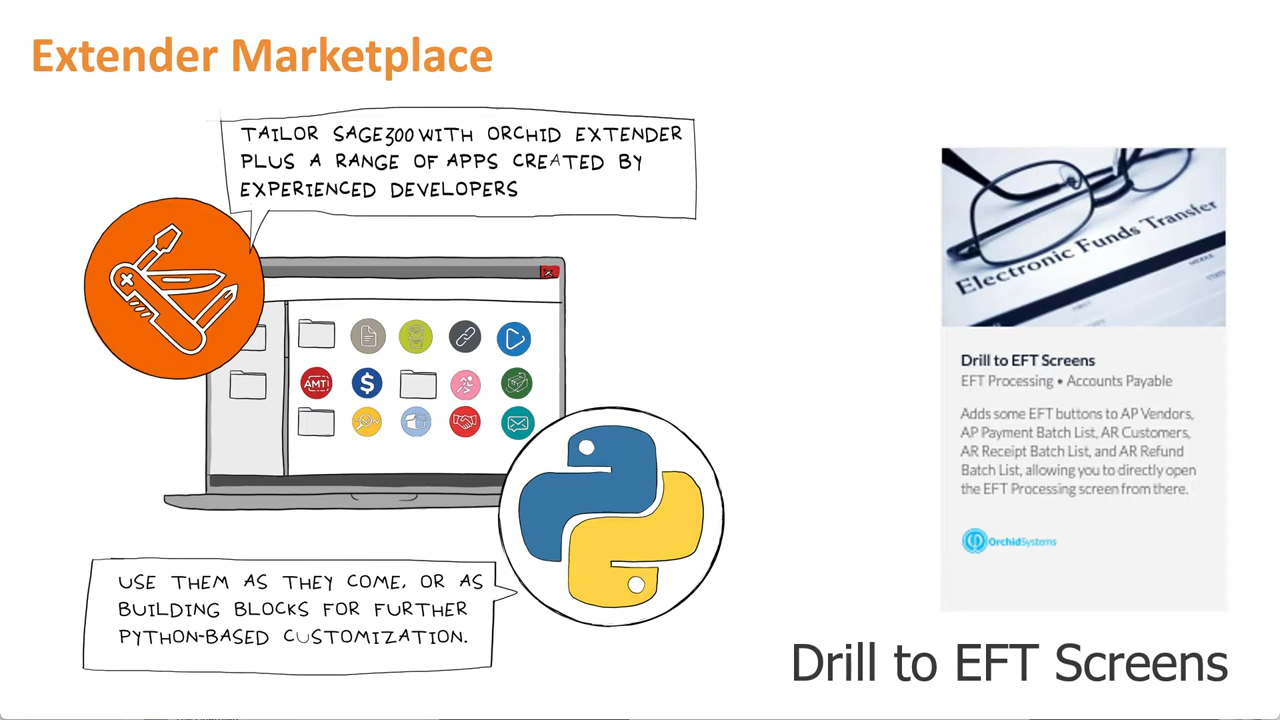 Extender Marketplace
TAILOR SAGE300 WITH ORCHID EXTENDER
PLUS A RANGE OF APPS CREATED BY
EXPERIENCED DEVELOPERS
AMTI
$
USE THEM AS THEY COME, OR AS
BUILDING BLOCKS FOR FURTHER
PYTHON-BASED CUSTOMIZATION.
Electronic Funds Transfer
Drill to EFT Screens
EFT Processing • Accounts Payable
Adds some EFT buttons to AP Vendors,
AP Payment Batch List, AR Customers,
AR Receipt Batch List, and AR Refund
Batch List, allowing you to directly open
the EFT Processing screen from there.
OrchidSystems
Drill to EFT Screens